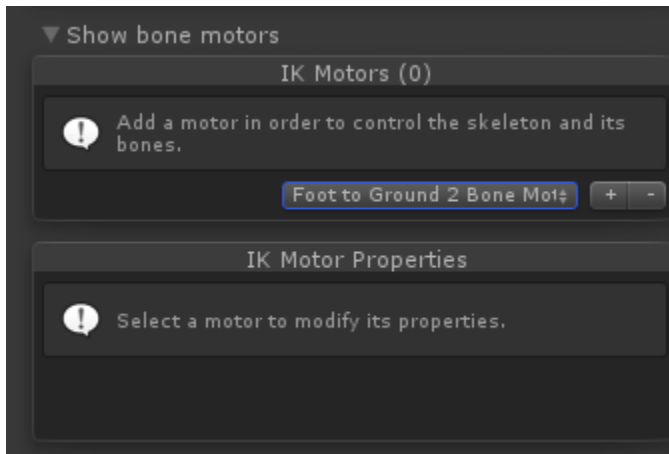 Show bone motors
IK Motors (0)
Add a motor in order to control the skeleton and its
bones.
Foot to Ground 2 Bone Mot
+ -
IK Motor Properties
Select a motor to modify its properties.